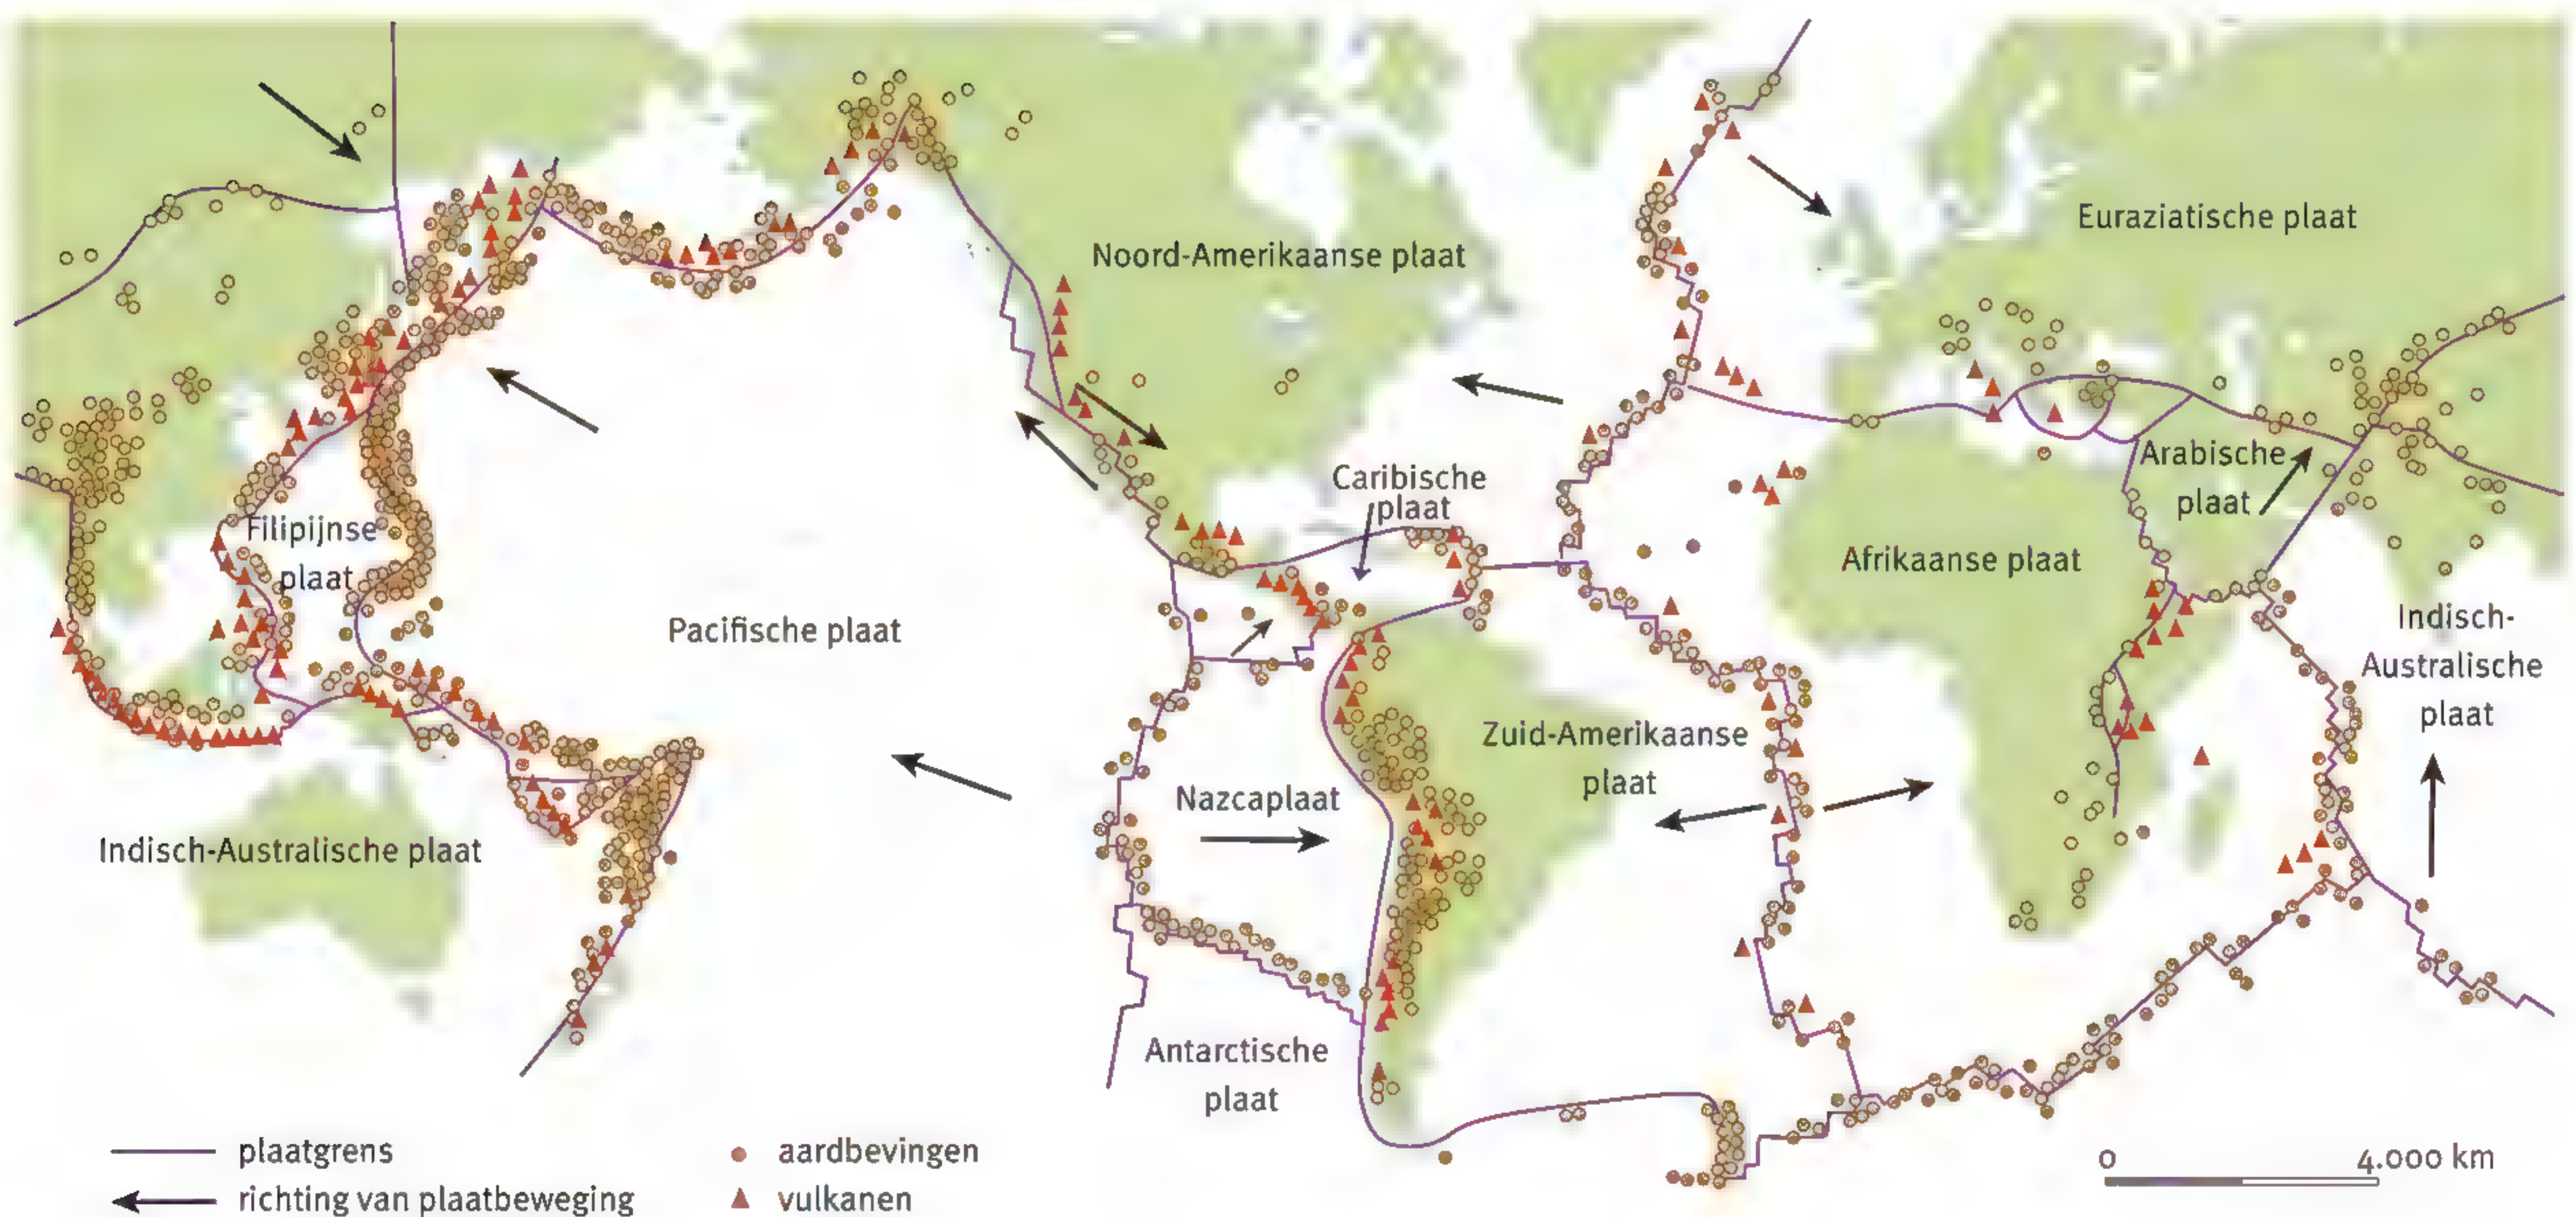 Euraziatische plaat
Noord-Amerikaanse plaat
Arabische
plaat
Caribische
plaat
Filipijnse
plaat
Afrikaanse plaat
Pacifische plaat
Indisch-
Australische
plaat
Zuid-Amerikaanse
plaat
Nazcaplaat
Indisch-Australische plaat
Antarctische
plaat
plaatgrens
aardbevingen
0 4.000 km
richting van plaatbeweging
vulkanen